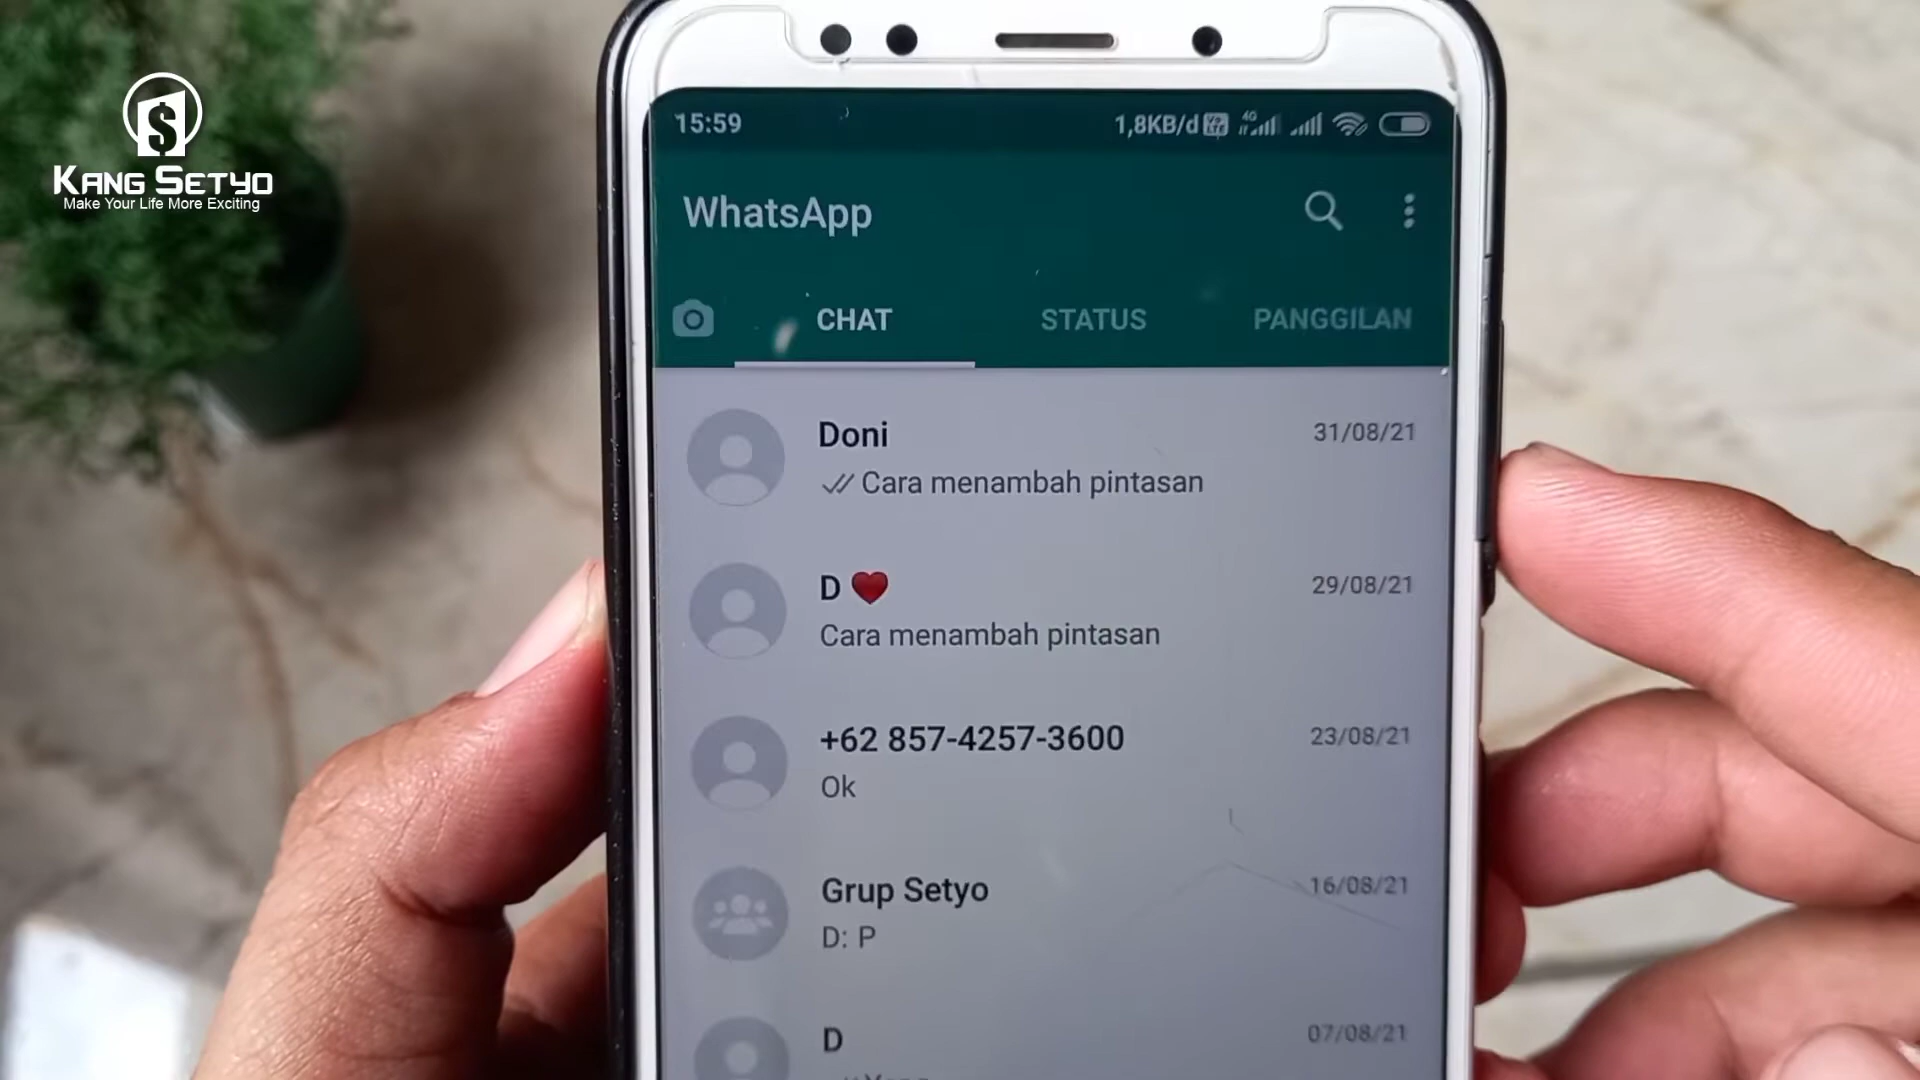 KANG SETYO
Make Your Life More Exciting
15:59
1,8KB/d
4G
WhatsApp
CHAT
STATUS
PANGGILAN
Doni
31/08/21
Cara menambah pintasan
D ❤️
29/08/21
Cara menambah pintasan
+62 857-4257-3600
23/08/21
Ok
Grup Setyo
16/08/21
D: P
D
07/08/21